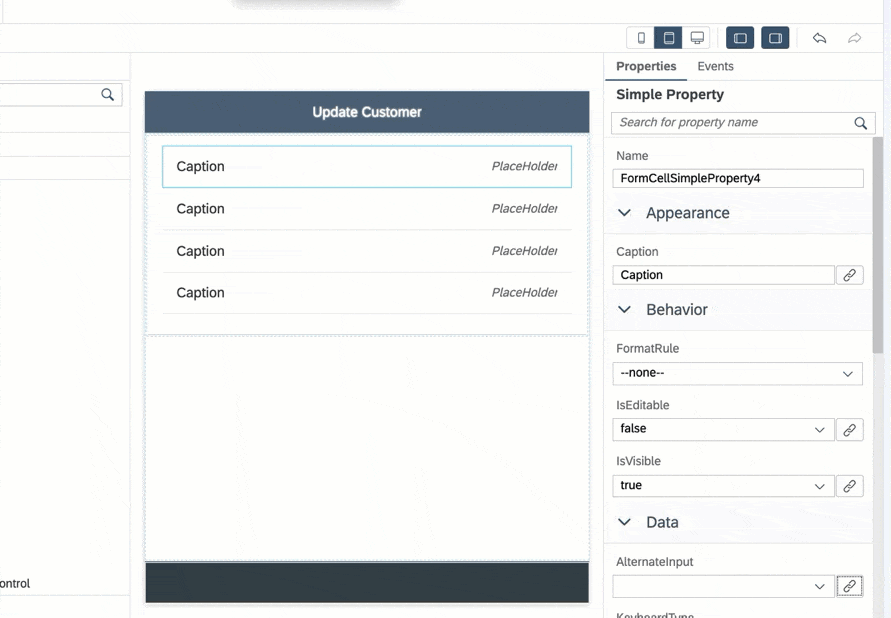 Properties Events
Simple Property
Search for property name
Name
FormCellSimpleProperty4
Appearance
Caption
Caption
Behavior
FormatRule
--none--
IsEditable
false
IsVisible
true
Data
AlternateInput
KeyboardType
Update Customer
Caption PlaceHolder
Caption PlaceHolder
Caption PlaceHolder
Caption PlaceHolder
ontrol